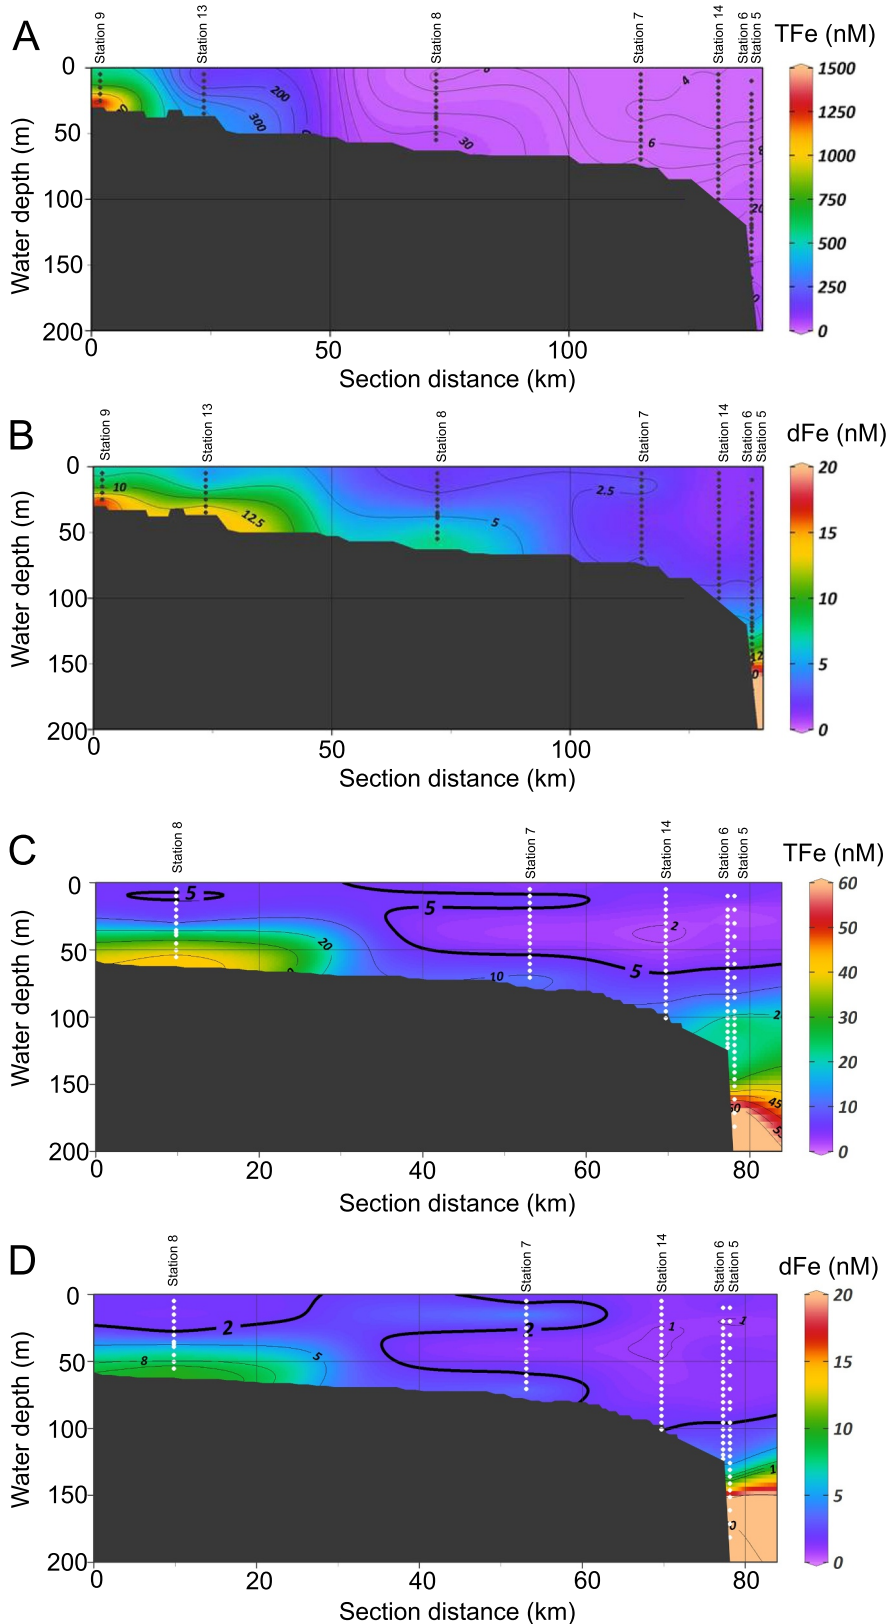 A
Station 9
Station 13
Station 8
Station 7
Station 14
Station 6
Station 5
TFe (nM)
0
50
100
150
200
Water depth (m)
200
300
30
6
4
20
1500
1250
1000
750
500
250
0
0
50
100
Section distance (km)
B
Station 9
Station 13
Station 8
Station 7
Station 14
Station 6
Station 5
dFe (nM)
0
50
100
150
200
Water depth (m)
10
12.5
5
2.5
20
15
10
5
0
0
50
100
Section distance (km)
C
Station 8
Station 7
Station 14
Station 6
Station 5
TFe (nM)
0
50
100
150
200
Water depth (m)
5
5
5
20
10
2
45
60
50
40
30
20
10
0
0
20
40
60
80
Section distance (km)
D
Station 8
Station 7
Station 14
Station 6
Station 5
dFe (nM)
0
50
100
150
200
Water depth (m)
2
2
8
5
1
1
20
15
10
5
0
0
20
40
60
80
Section distance (km)